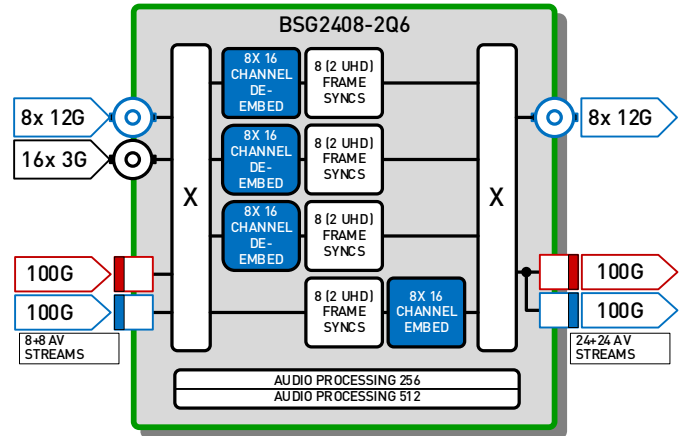 BSG2408-2Q6
8X 16
CHANNEL
DE-
EMBED
8 (2 UHD)
FRAME
SYNCS
8x 12G
8x 12G
16x 3G
8X 16
CHANNEL
DE-
EMBED
8 (2 UHD)
FRAME
SYNCS
X
X
8X 16
CHANNEL
DE-
EMBED
8 (2 UHD)
FRAME
SYNCS
100G
100G
100G
8 (2 UHD)
FRAME
SYNCS
8X 16
CHANNEL
EMBED
100G
8+8 AV
STREAMS
24+24 AV
STREAMS
AUDIO PROCESSING 256
AUDIO PROCESSING 512